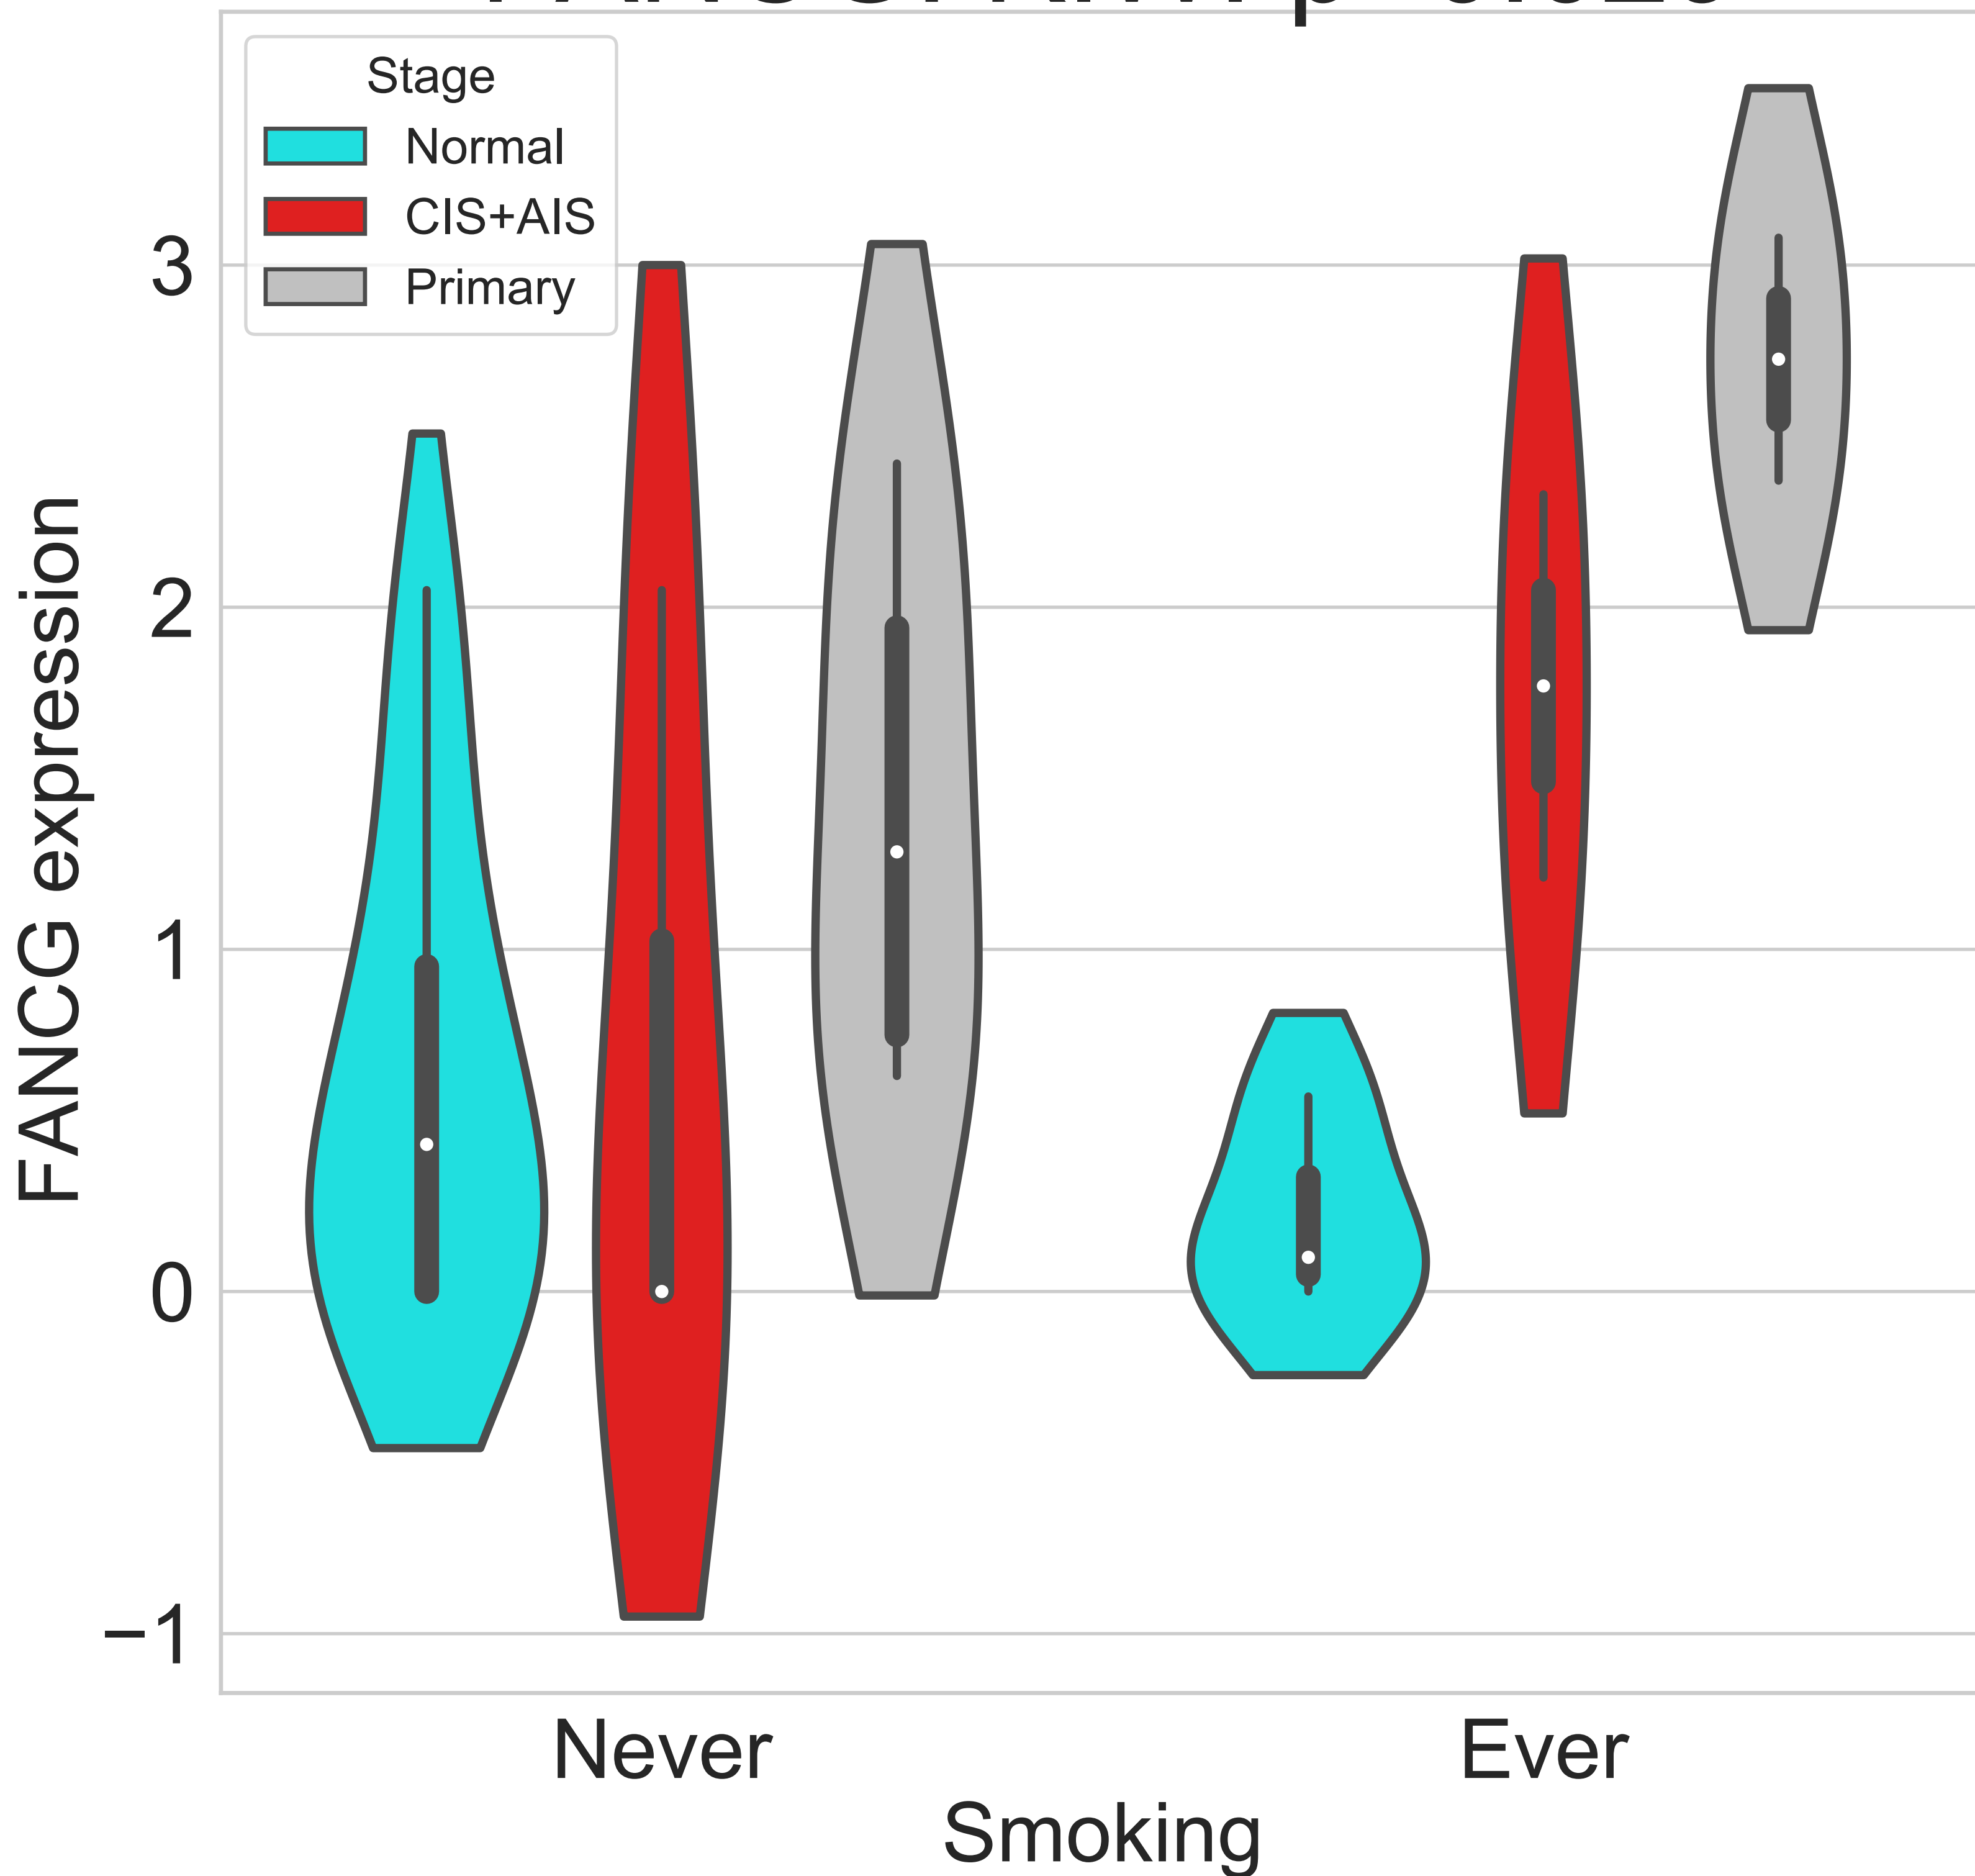 Stage
Normal
CIS+AIS
Primary
3
2
1
0
−1
FANCG expression
Never
Ever
Smoking